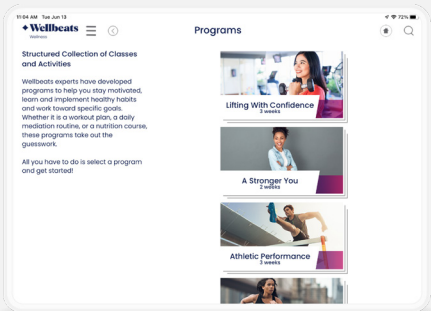 11:04 AM Tue Jun 13
72%
Wellbeats
Wellness
Programs
Structured Collection of Classes
and Activities
Wellbeats experts have developed
programs to help you stay motivated,
learn and implement healthy habits
and work toward specific goals.
Whether it is a workout plan, a daily
mediation routine, or a nutrition course,
these programs take out the
guesswork.
All you have to do is select a program
and get started!
Lifting With Confidence
3 weeks
A Stronger You
3 weeks
Athletic Performance
3 weeks